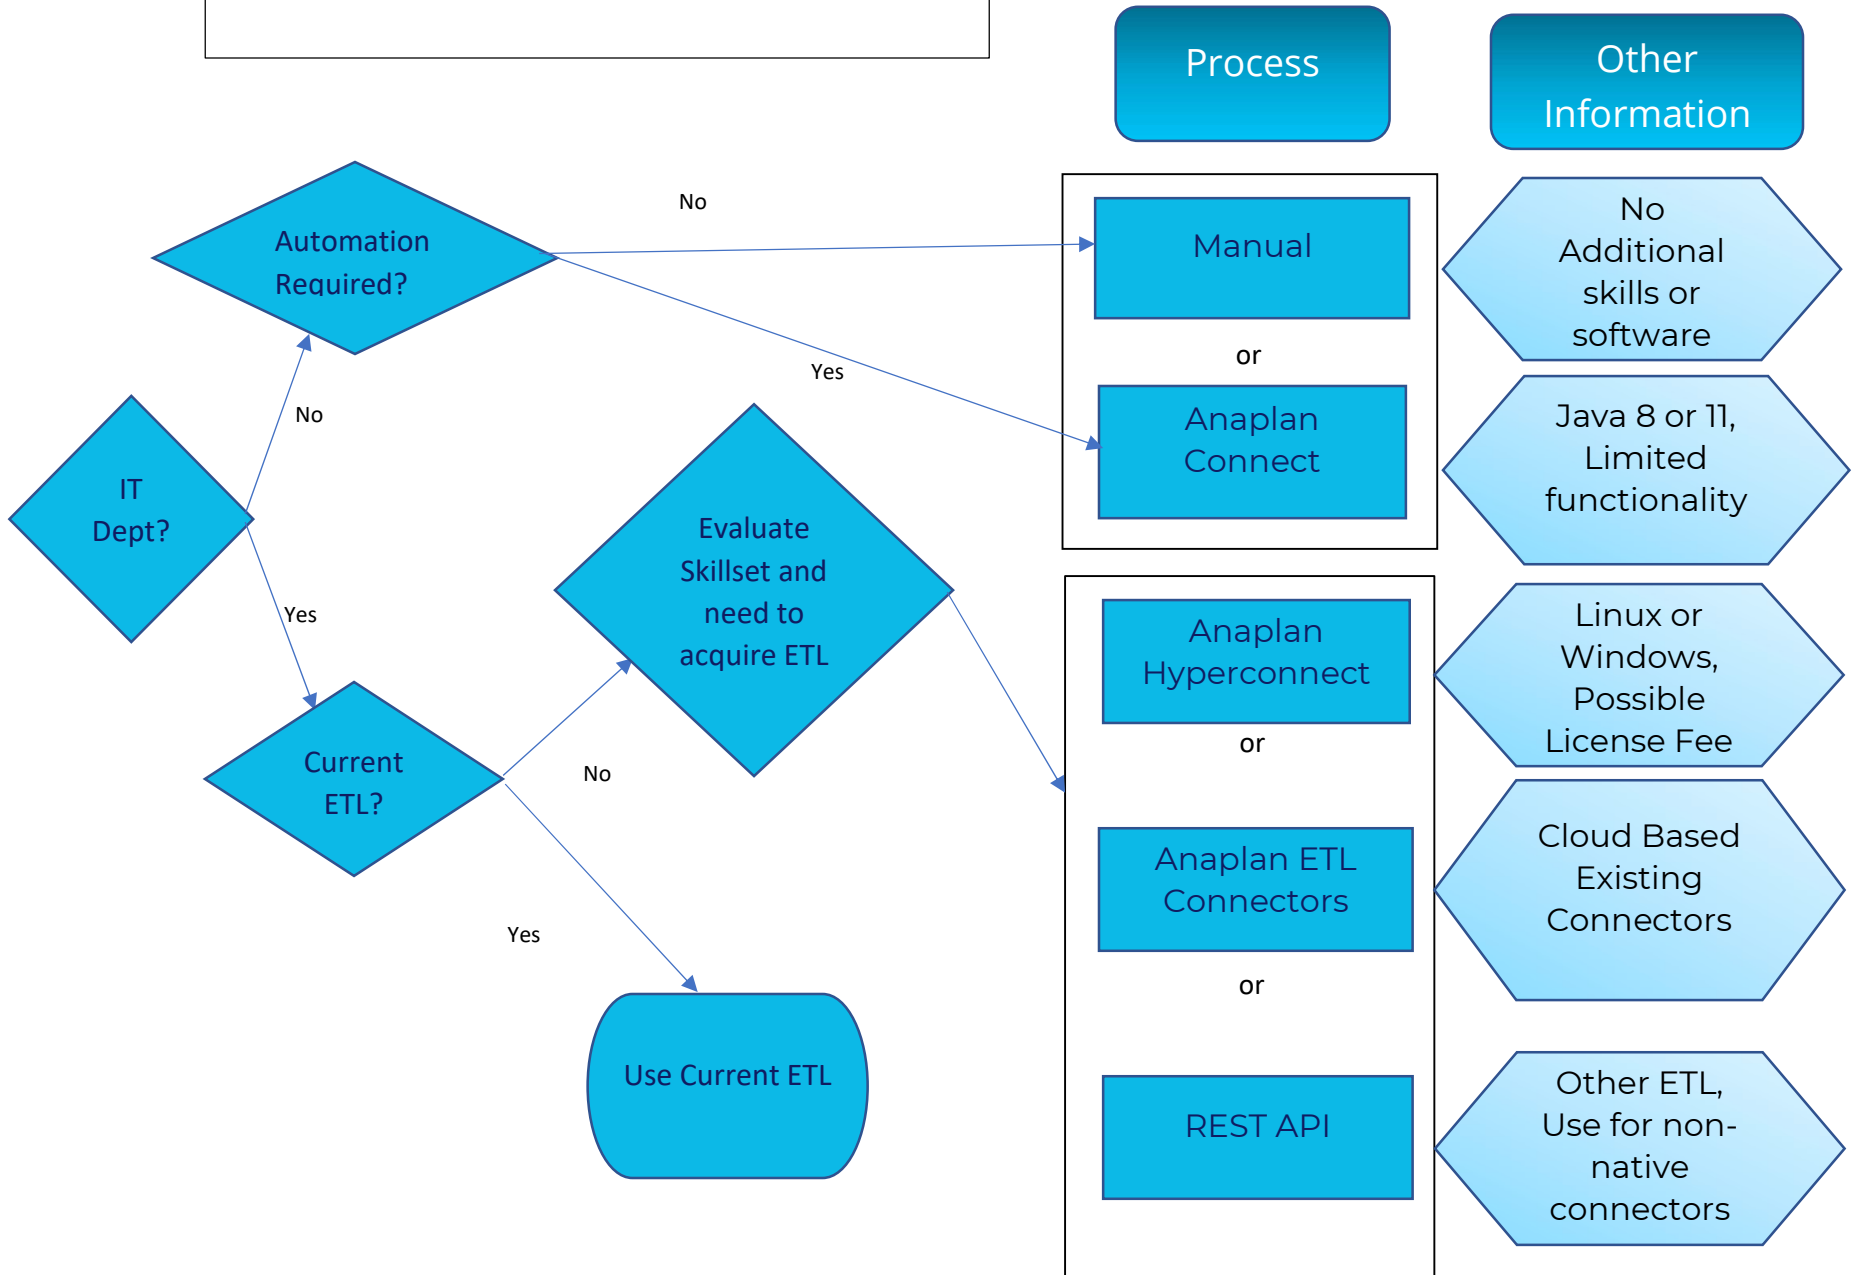 Process
Other
Information
No
Automation
Required?
Manual
No
Additional
skills or
software
or
Yes
Anaplan
Connect
Java 8 or 11,
Limited
functionality
No
IT
Dept?
Evaluate
Skillset and
need to
acquire ETL
Yes
Anaplan
Hyperconnect
Linux or
Windows,
Possible
License Fee
or
Current
ETL?
No
Anaplan ETL
Connectors
Cloud Based
Existing
Connectors
Yes
or
Use Current ETL
REST API
Other ETL,
Use for non-
native
connectors